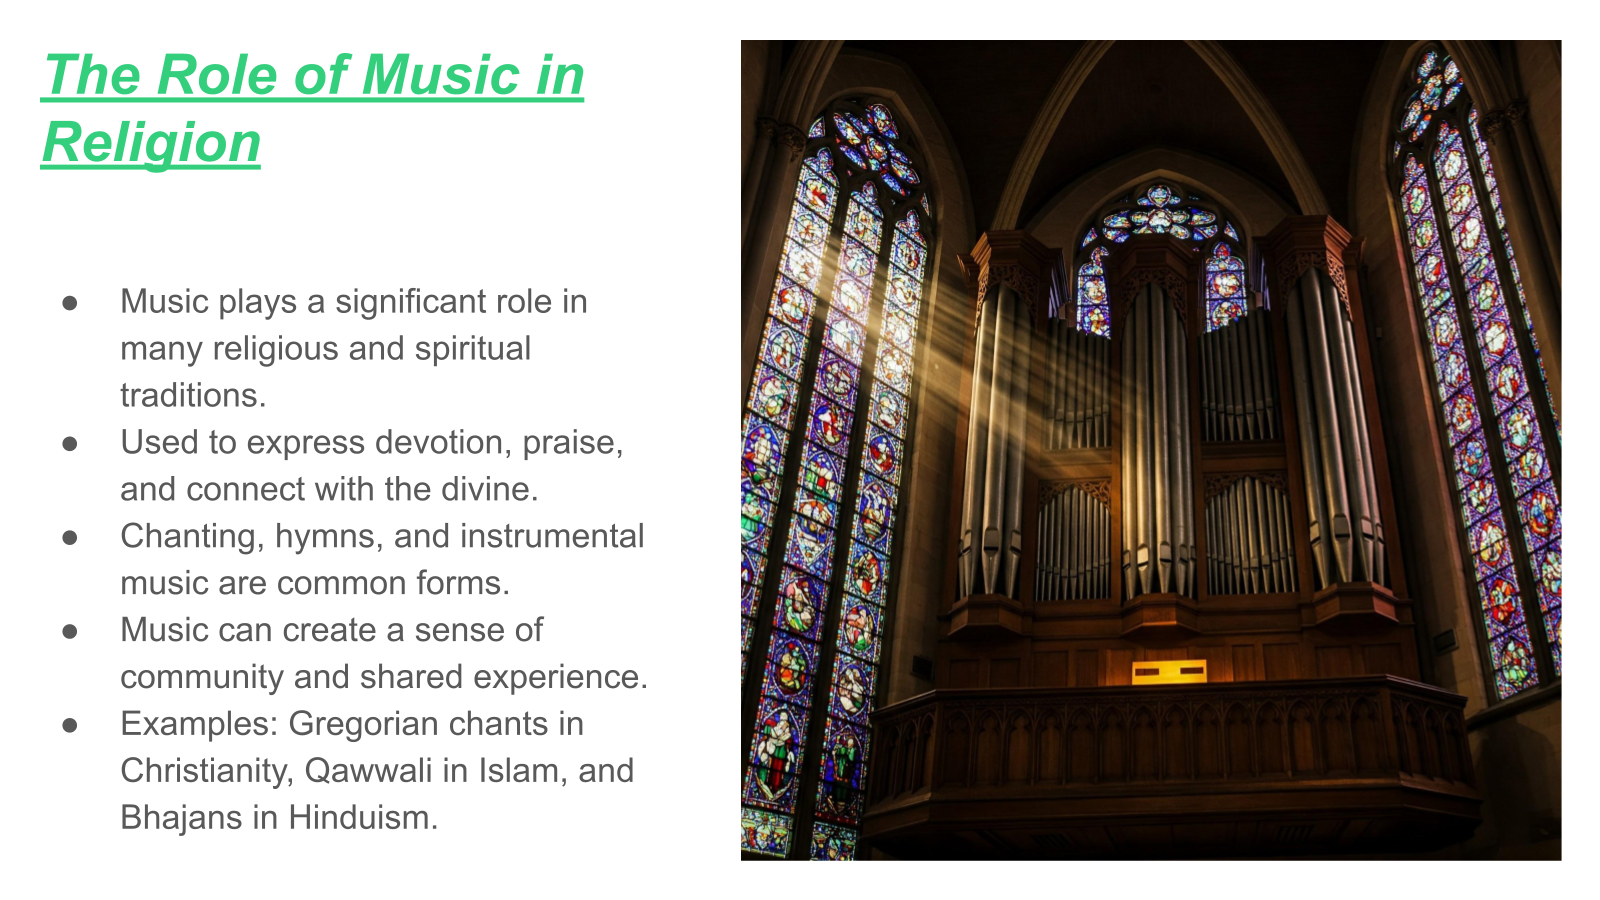 The Role of Music in
Religion
● Music plays a significant role in
many religious and spiritual
traditions.
● Used to express devotion, praise,
and connect with the divine.
● Chanting, hymns, and instrumental
music are common forms.
● Music can create a sense of
community and shared experience.
● Examples: Gregorian chants in
Christianity, Qawwali in Islam, and
Bhajans in Hinduism.